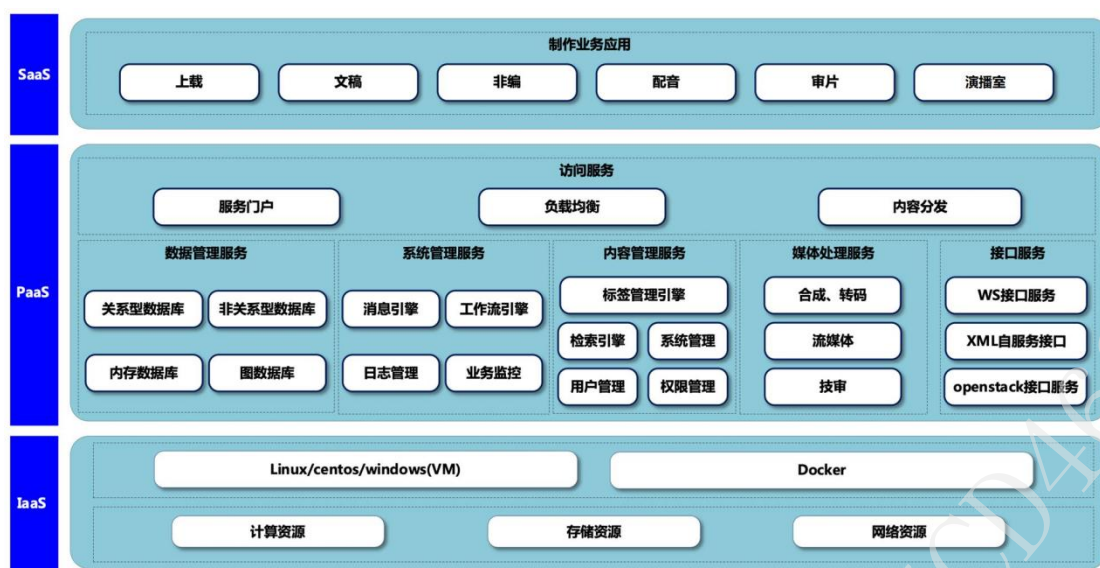 SaaS
制作业务应用
上载 文稿 非编 配音 审片 演播室
PaaS
访问服务
服务门户 负载均衡 内容分发
数据管理服务
关系型数据库 非关系型数据库
内存数据库 图数据库
系统管理服务
消息引擎 工作流引擎
日志管理 业务监控
内容管理服务
标签管理引擎
检索引擎 系统管理
用户管理 权限管理
媒体处理服务
合成、转码
流媒体
技审
接口服务
WS接口服务
XML自服务接口
openstack接口服务
IaaS
Linux/centos/windows(VM) Docker
计算资源 存储资源 网络资源